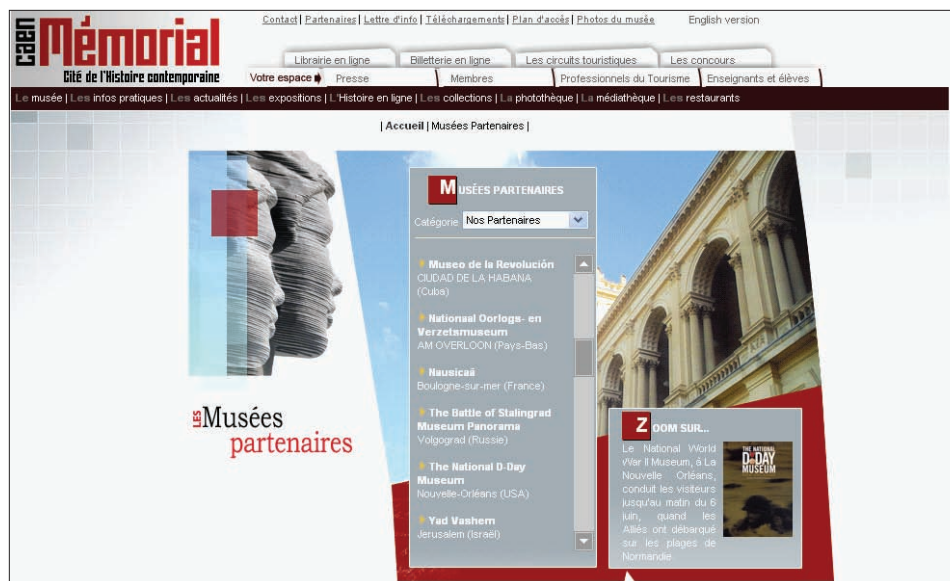 Contact | Partenaires | Lettre d'info | Téléchargements | Plan d'accès | Photos du musée English version
caen
Mémorial
Cité de l'Histoire contemporaine
Librairie en ligne Billetterie en ligne Les circuits touristiques Les concours
Votre espace Presse Membres Professionnels du Tourisme Enseignants et élèves
Le musée | Les infos pratiques | Les actualités | Les expositions | L'Histoire en ligne | Les collections | La photothèque | La médiathèque | Les restaurants
| Accueil | Musées Partenaires |
MUSÉES PARTENAIRES
Catégorie Nos Partenaires
Museo de la Revolución
CIUDAD DE LA HABANA
(Cuba)
Nationaal Oorlogs- en
Verzetsmuseum
AM OVERLOON (Pays-Bas)
Nausicaä
Boulogne-sur-mer (France)
The Battle of Stalingrad
Museum Panorama
Volgograd (Russie)
The National D-Day
Museum
Nouvelle-Orléans (USA)
Yad Vashem
Jerusalem (Israël)
LES Musées
partenaires
ZOOM SUR...
Le National World
War II Museum, à La
Nouvelle Orléans,
conduit les visiteurs
jusqu'au matin du 6
juin, quand les
Alliés ont débarqué
sur les plages de
Normandie
THE NATIONAL
D-DAY
MUSEUM